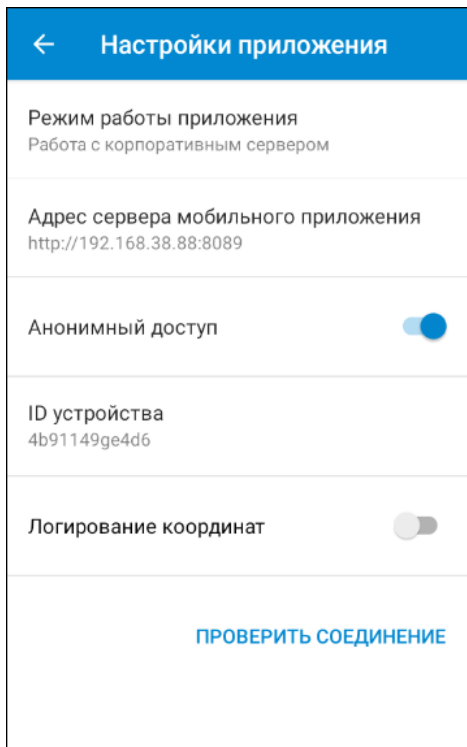 Настройки приложения
Режим работы приложения
Работа с корпоративным сервером
Адрес сервера мобильного приложения
http://192.168.38.88:8089
Анонимный доступ
ID устройства
4b91149ge4d6
Логирование координат
ПРОВЕРИТЬ СОЕДИНЕНИЕ